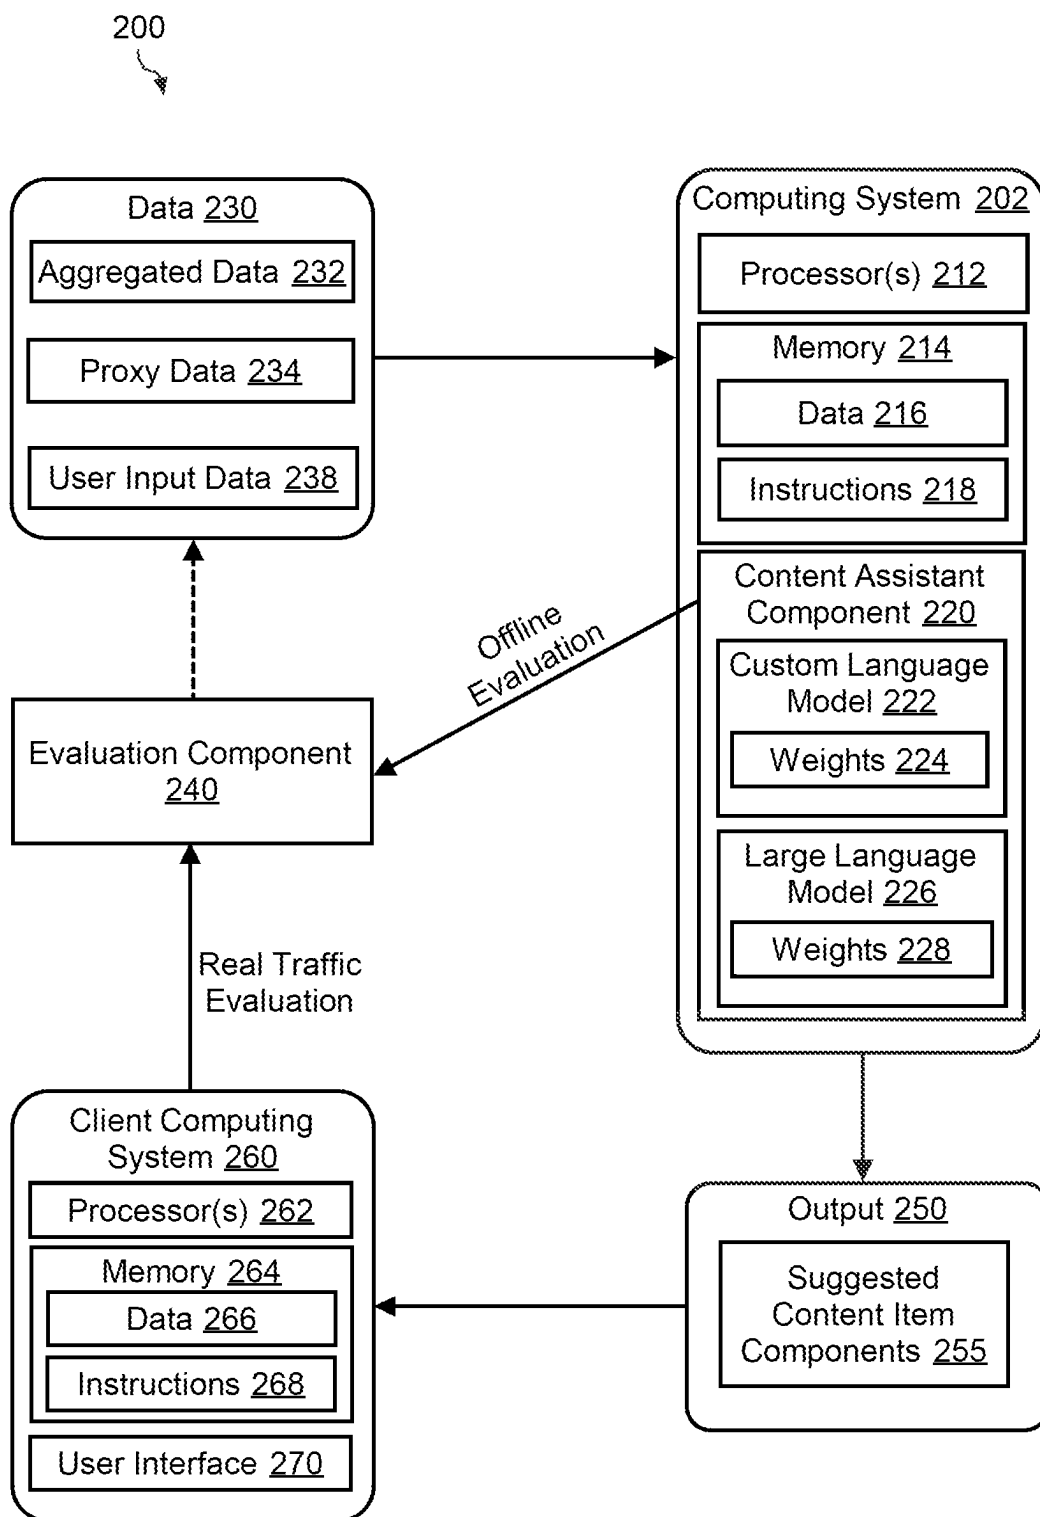 200
Data 230
Aggregated Data 232
Proxy Data 234
User Input Data 238
Computing System 202
Processor(s) 212
Memory 214
Data 216
Instructions 218
Content Assistant
Component 220
Custom Language
Model 222
Weights 224
Large Language
Model 226
Weights 228
Offline
Evaluation
Evaluation Component
240
Real Traffic
Evaluation
Client Computing
System 260
Processor(s) 262
Memory 264
Data 266
Instructions 268
User Interface 270
Output 250
Suggested
Content Item
Components 255